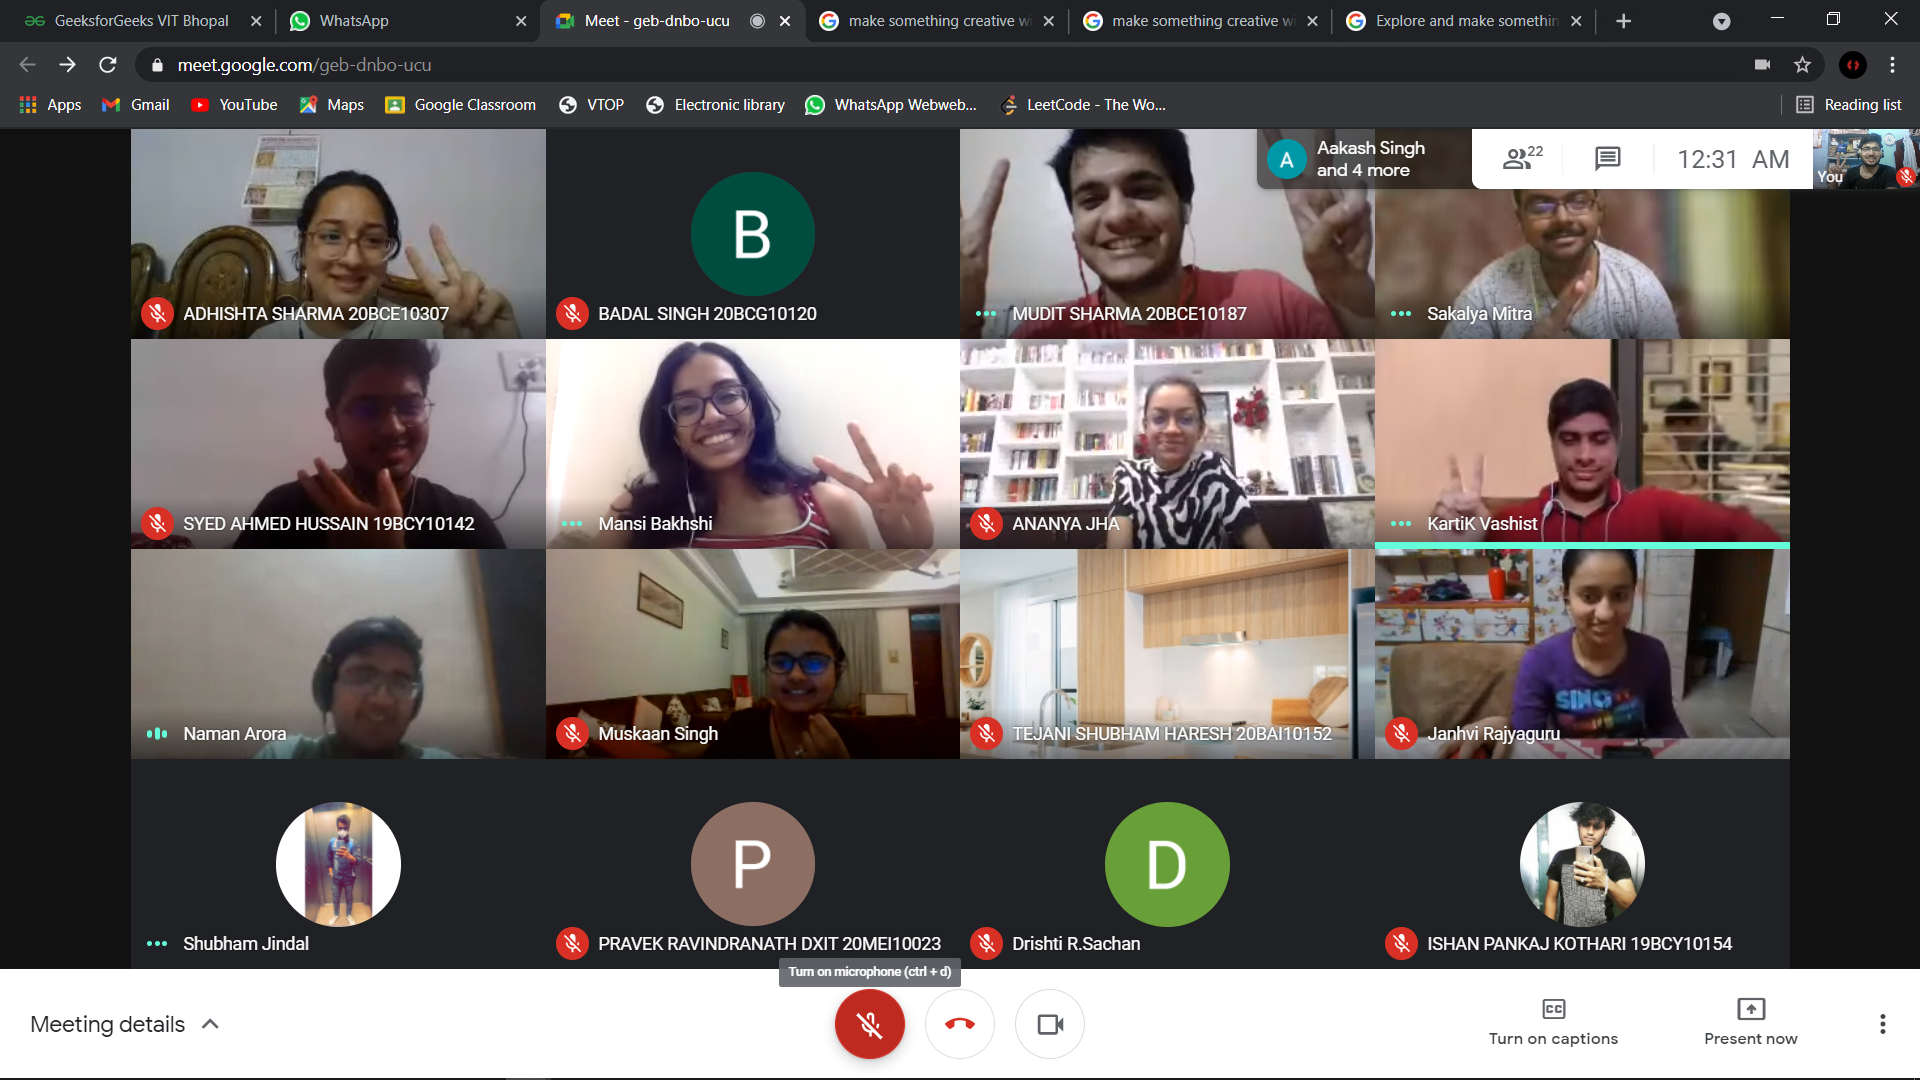 GeeksforGeeks VIT Bhopal
WhatsApp
Meet - geb-dnbo-ucu
make something creative wi
make something creative wi
Explore and make somethin
meet.google.com/geb-dnbo-ucu
Apps
Gmail
YouTube
Maps
Google Classroom
VTOP
Electronic library
WhatsApp Webweb...
LeetCode - The Wo...
Reading list
A
Aakash Singh
and 4 more
22
12:31 AM
You
B
ADHISHTA SHARMA 20BCE10307
BADAL SINGH 20BCG10120
MUDIT SHARMA 20BCE10187
Sakalya Mitra
SYED AHMED HUSSAIN 19BCY10142
Mansi Bakhshi
ANANYA JHA
KartiK Vashist
SING
Naman Arora
Muskaan Singh
TEJANI SHUBHAM HARESH 20BAI10152
Janhvi Rajyaguru
P
D
Shubham Jindal
PRAVEK RAVINDRANATH DXIT 20MEI10023
Drishti R.Sachan
ISHAN PANKAJ KOTHARI 19BCY10154
Turn on microphone (ctrl + d)
Meeting details
CC
Turn on captions
Present now